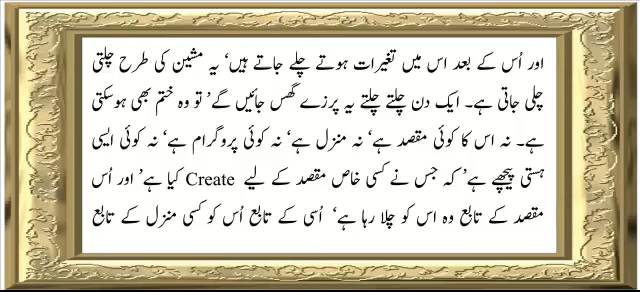 اور اُس کے بعد اس میں تغیرات ہوتے چلے جاتے ہیں‘ یہ مشین کی طرح چلتی
چلی جاتی ہے۔ ایک دن چلتے چلتے یہ پرزے گھس جائیں گے’ تو وہ ختم بھی ہوسکتی
ہے۔ نہ اس کا کوئی مقصد ہے‘ نہ منزل ہے‘ نہ کوئی پروگرام ہے‘ نہ کوئی ایسی
ہستی پیچھے ہے’ کہ جس نے کسی خاص مقصد کے لیے Create کیا ہے’ اور اُس
مقصد کے تابع وہ اس کو چلا رہا ہے‘ اُسی کے تابع اُس کو کسی منزل کے تابع